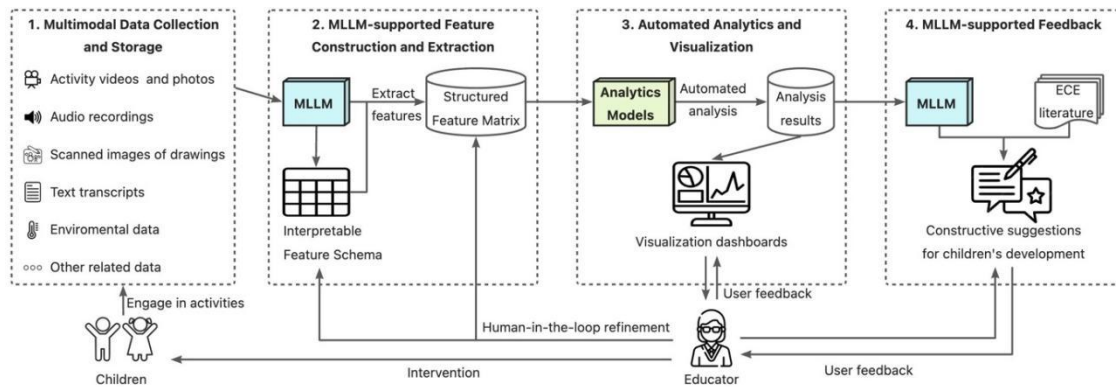 1. Multimodal Data Collection
and Storage
Activity videos and photos
Audio recordings
Scanned images of drawings
Text transcripts
Enviromental data
Other related data
2. MLLM-supported Feature
Construction and Extraction
MLLM
Extract
features
Structured
Feature Matrix
Interpretable
Feature Schema
3. Automated Analytics and
Visualization
Analytics
Models
Automated
analysis
Analysis
results
Visualization dashboards
4. MLLM-supported Feedback
MLLM
ECE
literature
Constructive suggestions
for children's development
Engage in activities
User feedback
Human-in-the-loop refinement
Children
Intervention
Educator
User feedback